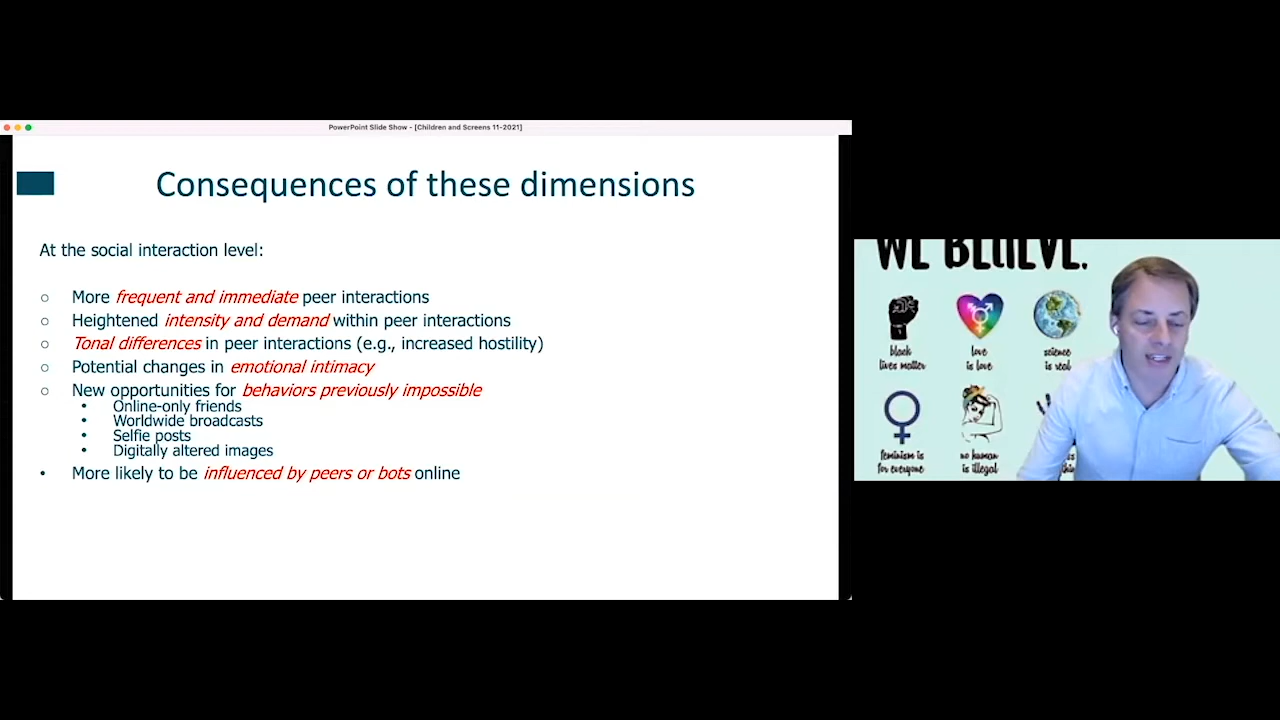 PowerPoint Slide Show - [Children and Screens 11-2021]
Consequences of these dimensions
At the social interaction level:
More frequent and immediate peer interactions
Heightened intensity and demand within peer interactions
Tonal differences in peer interactions (e.g., increased hostility)
Potential changes in emotional intimacy
New opportunities for behaviors previously impossible
Online-only friends
Worldwide broadcasts
Selfie posts
Digitally altered images
More likely to be influenced by peers or bots online
WE BELIEVE.
black
lives matter
love
is love
science
is real
feminism is
for everyone
no human
is illegal